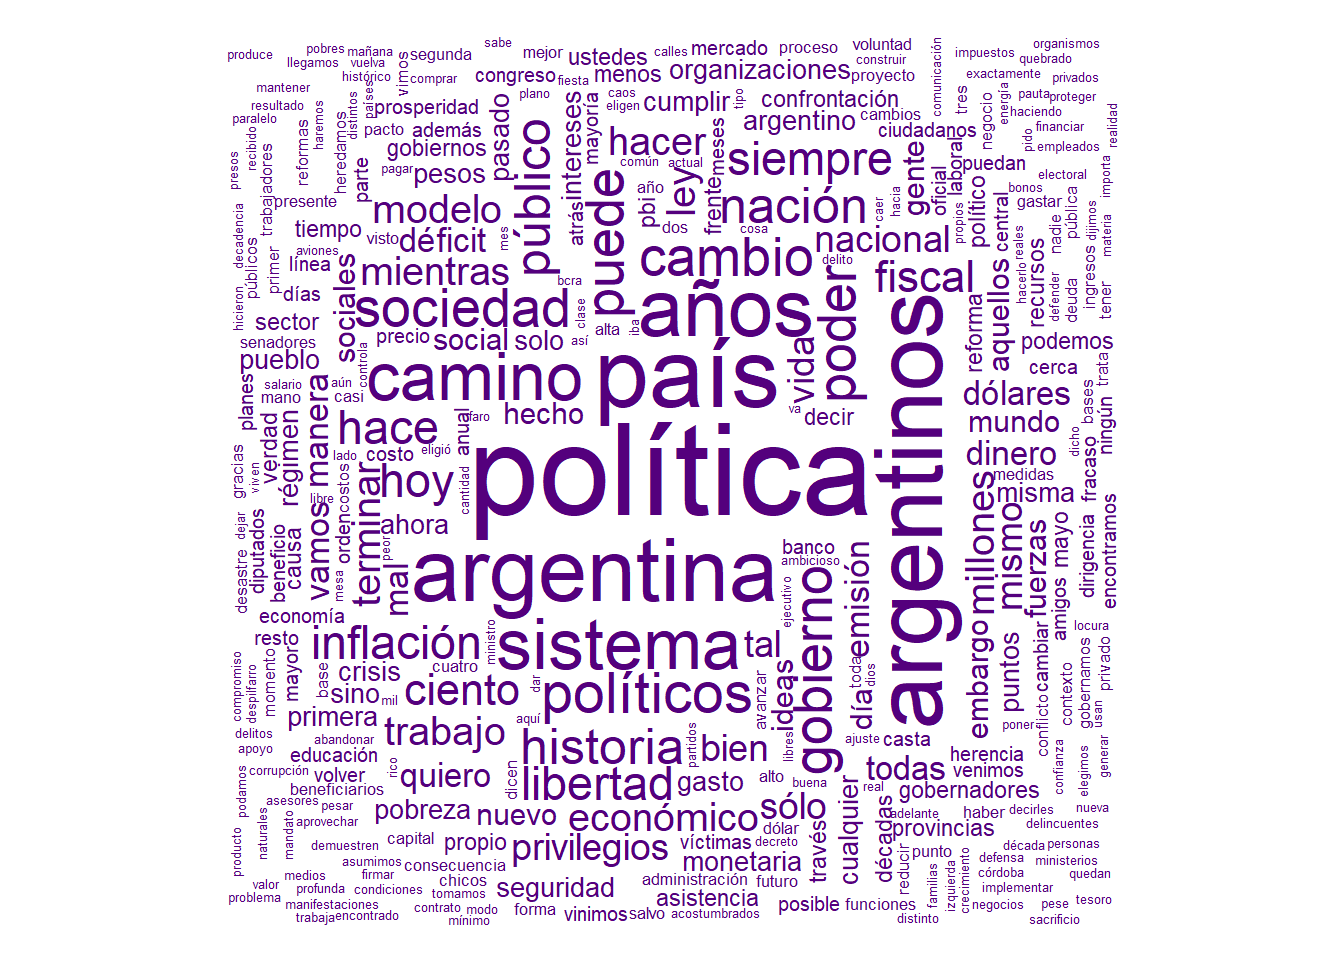 produce
pobres
mañana
llegamos
vuelva
histórico
vimos
segunda
comprar
sabe
mejor
congreso
fiesta
ustedes
menos
calles
mercado
organizaciones
proceso
voluntad
construir
proyecto
comunicación
impuestos
organismos
quebrado
exactamente
privados
mantener
resultado
paralelo
distintos
países
prosperidad
plano
caos
eligen
cumplir
tipo
confrontación
cambios
tres
negocio
energía
pauta
proteger
haciendo
realidad
presos
recibido
trabajadores
reformas
haremos
heredamos
pacto
además
gobiernos
pagar
pasado
público
intereses
mayoría
hacer
argentino
ciudadanos
pido
financiar
empleados
parte
pesos
común
actual
ley
meses
siempre
gente
oficial
laboral
puedan
electoral
importa
presente
modelo
atrás
puede
pbi
año
dos
frente
nación
caer
hacia
propios
político
bonos
gastar
nadie
pública
materia
dijimos
decadencia
aviones
tiempo
visto
déficit
mes
cosa
nacional
central
reales
hicieron
públicos
primer
línea
sociales
mientras
bcra
cambio
delito
fiscal
aquellos
hacerlo
recursos
defender
deuda
ingresos
tener
días
sociedad
clase
años
poder
argentinos
sector
senadores
precio
social
solo
así
alta
iba
reforma
podemos
pueblo
controla
camino
país
vida
cerca
trata
planes
salario
mano
aún
casi
va
decir
dólares
bases
ningún
verdad
régimen
manera
hace
anual
faro
hecho
mundo
dicho
gracias
viven
lado
costo
eligió
política
dinero
fracaso
dejar
libre
costos
orden
terminar
hoy
cantidad
medidas
misma
desastre
diputados
beneficio
causa
vamos
mesa
peor
ahora
banco
ambicioso
emisión
millones
mismo
fuerzas
amigos
mayo
dirigencia
encontramos
economía
mal
argentina
ejecutivo
gobierno
embargo
locura
resto
inflación
ministro
sistema
tal
toda
dios
puntos
cambiar
privado
compromiso
despilfarro
momento
mayor
base
crisis
sino
mil
cuatro
ciento
dar
políticos
avanzar
ideas
día
conflicto
contexto
gobernamos
usan
delitos
apoyo
primera
abandonar
trabajo
aquí
historia
partidos
bien
libres
ajuste
casta
poner
herencia
confianza
elegimos
generar
corrupción
educación
volver
rico
quiero
dicen
libertad
gasto
alto
buena
real
todas
venimos
podamos
asesores
beneficiarios
pesar
aprovechar
pobreza
nuevo
económico
sólo
cualquier
gobernadores
adelante
haber
decirles
nueva
delincuentes
producto
naturales
mandato
demuestren
capital
propio
privilegios
víctimas
dólar
decreto
través
décadas
provincias
década
personas
asumimos
firmar
consecuencia
monetaria
reducir
punto
defensa
ministerios
valor
medios
profunda
condiciones
chicos
seguridad
administración
futuro
familias
izquierda
crecimiento
córdoba
quedan
implementar
problema
manifestaciones
tomamos
contrato
modo
forma
asistencia
posible
funciones
negocios
pese
tesoro
trabaja
encontrado
mínimo
vinimos
salvo
acostumbrados
distinto
sacrificio